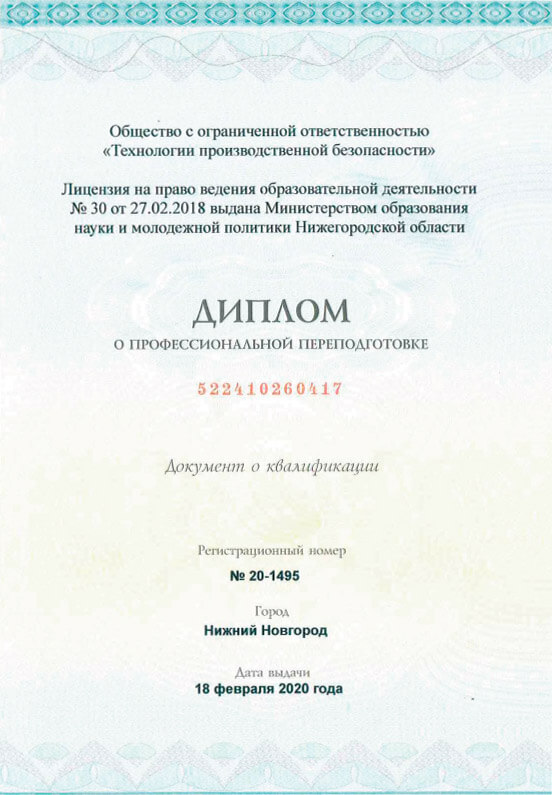 Общество с ограниченной ответственностью
«Технологии производственной безопасности»
Лицензия на право ведения образовательной деятельности
№ 30 от 27.02.2018 выдана Министерством образования
науки и молодежной политики Нижегородской области
ДИПЛОМ
О ПРОФЕССИОНАЛЬНОЙ ПЕРЕПОДГОТОВКЕ
522410260417
Документ о квалификации
Регистрационный номер
№ 20-1495
Город
Нижний Новгород
Дата выдачи
18 февраля 2020 года